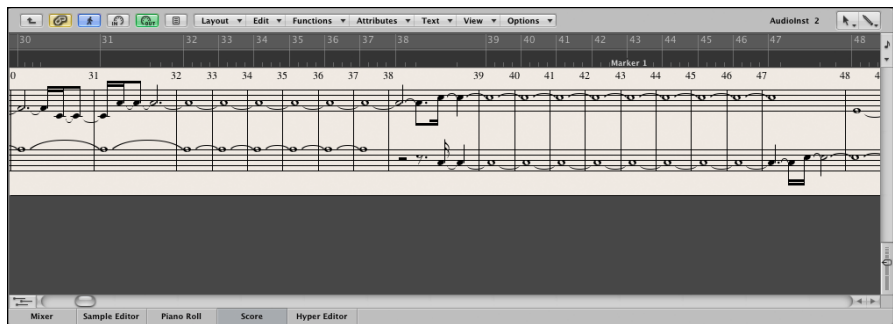 IN OUT Layout Edit Functions Attributes Text View Options AudioInst 2
30 31 32 33 34 35 36 37 38 39 40 41 42 43 44 45 46 47 48
Marker 1
0 31 32 33 34 35 36 37 38 39 40 41 42 43 44 45 46 47 48 4
Mixer Sample Editor Piano Roll Score Hyper Editor